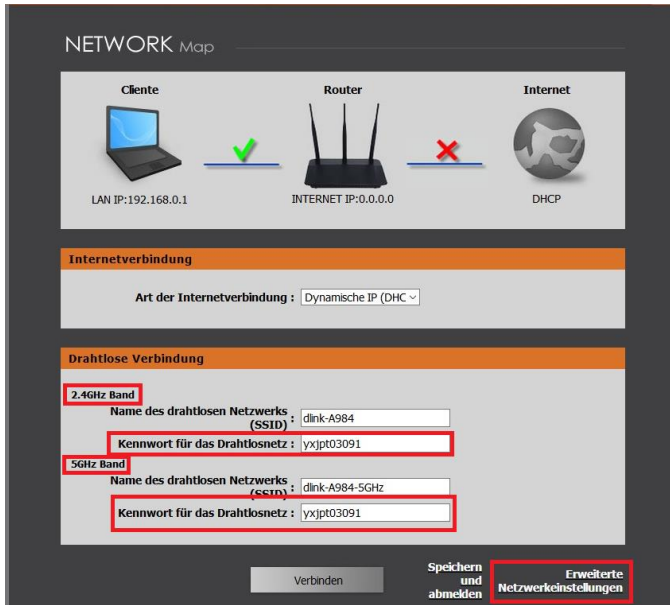 NETWORK Map
Cliente
Router
Internet
LAN IP:192.168.0.1
INTERNET IP:0.0.0.0
DHCP
Internetverbindung
Art der Internetverbindung : Dynamische IP (DHC
Drahtlose Verbindung
2.4GHz Band
Name des drahtlosen Netzwerks
(SSID) : dlink-A984
Kennwort für das Drahtlosnetz : yxjpt03091
5GHz Band
Name des drahtlosen Netzwerks
(SSID) : dlink-A984-5GHz
Kennwort für das Drahtlosnetz : yxjpt03091
Verbinden
Speichern
und
abmelden
Erweiterte
Netzwerkeinstellungen